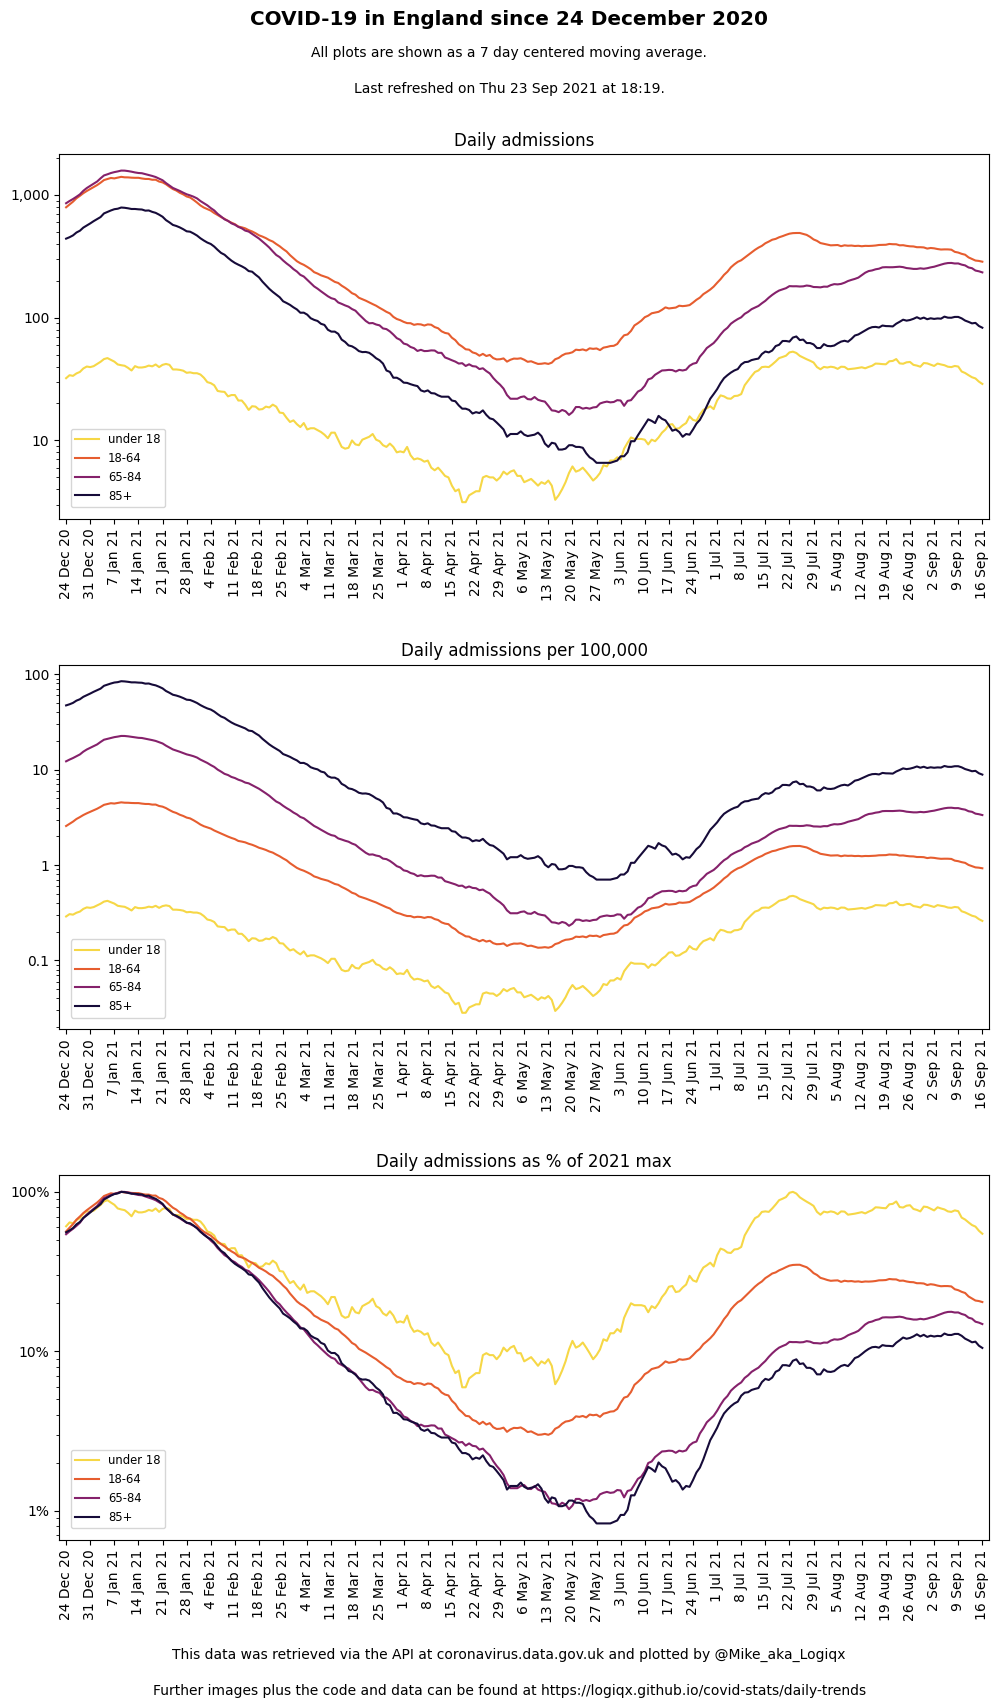 COVID-19 in England since 24 December 2020
All plots are shown as a 7 day centered moving average.
Last refreshed on Thu 23 Sep 2021 at 18:19.
Daily admissions
1,000
100
10
under 18
18-64
65-84
85+
24 Dec 20
31 Dec 20
7 Jan 21
14 Jan 21
21 Jan 21
28 Jan 21
4 Feb 21
11 Feb 21
18 Feb 21
25 Feb 21
4 Mar 21
11 Mar 21
18 Mar 21
25 Mar 21
1 Apr 21
8 Apr 21
15 Apr 21
22 Apr 21
29 Apr 21
6 May 21
13 May 21
20 May 21
27 May 21
3 Jun 21
10 Jun 21
17 Jun 21
24 Jun 21
1 Jul 21
8 Jul 21
15 Jul 21
22 Jul 21
29 Jul 21
5 Aug 21
12 Aug 21
19 Aug 21
26 Aug 21
2 Sep 21
9 Sep 21
16 Sep 21
Daily admissions per 100,000
100
10
1
0.1
under 18
18-64
65-84
85+
24 Dec 20
31 Dec 20
7 Jan 21
14 Jan 21
21 Jan 21
28 Jan 21
4 Feb 21
11 Feb 21
18 Feb 21
25 Feb 21
4 Mar 21
11 Mar 21
18 Mar 21
25 Mar 21
1 Apr 21
8 Apr 21
15 Apr 21
22 Apr 21
29 Apr 21
6 May 21
13 May 21
20 May 21
27 May 21
3 Jun 21
10 Jun 21
17 Jun 21
24 Jun 21
1 Jul 21
8 Jul 21
15 Jul 21
22 Jul 21
29 Jul 21
5 Aug 21
12 Aug 21
19 Aug 21
26 Aug 21
2 Sep 21
9 Sep 21
16 Sep 21
Daily admissions as % of 2021 max
100%
10%
1%
under 18
18-64
65-84
85+
24 Dec 20
31 Dec 20
7 Jan 21
14 Jan 21
21 Jan 21
28 Jan 21
4 Feb 21
11 Feb 21
18 Feb 21
25 Feb 21
4 Mar 21
11 Mar 21
18 Mar 21
25 Mar 21
1 Apr 21
8 Apr 21
15 Apr 21
22 Apr 21
29 Apr 21
6 May 21
13 May 21
20 May 21
27 May 21
3 Jun 21
10 Jun 21
17 Jun 21
24 Jun 21
1 Jul 21
8 Jul 21
15 Jul 21
22 Jul 21
29 Jul 21
5 Aug 21
12 Aug 21
19 Aug 21
26 Aug 21
2 Sep 21
9 Sep 21
16 Sep 21
This data was retrieved via the API at coronavirus.data.gov.uk and plotted by @Mike_aka_Logiqx
Further images plus the code and data can be found at https://logiqx.github.io/covid-stats/daily-trends